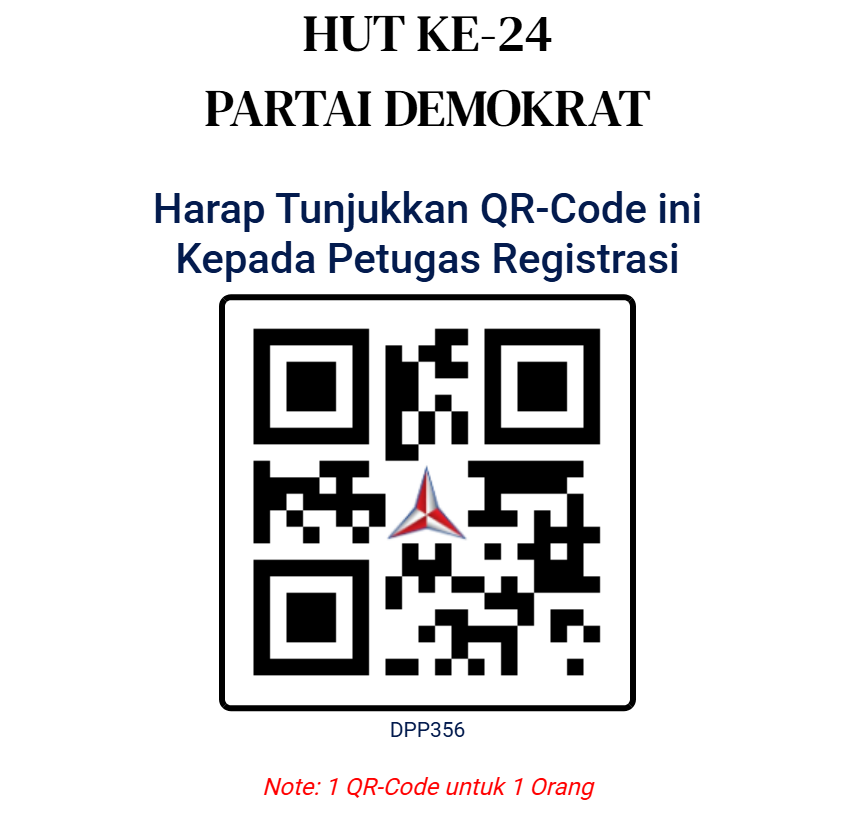 HUT KE-24
PARTAI DEMOKRAT
Harap Tunjukkan QR-Code ini
Kepada Petugas Registrasi
DPP356
Note: 1 QR-Code untuk 1 Orang